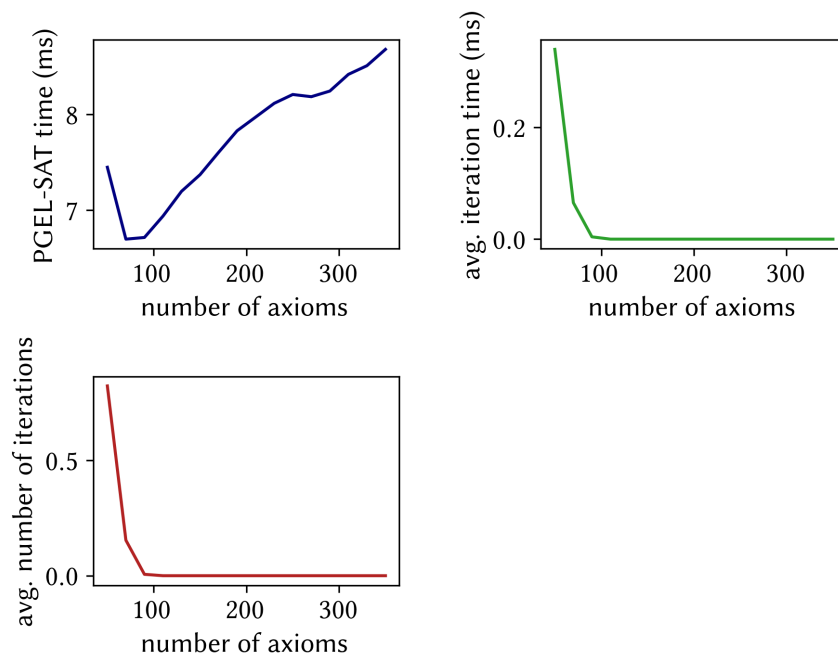 PGEL-SAT time (ms)
8
7
100 200 300
number of axioms
avg. iteration time (ms)
0.2
0.0
100 200 300
number of axioms
avg. number of iterations
0.5
0.0
100 200 300
number of axioms